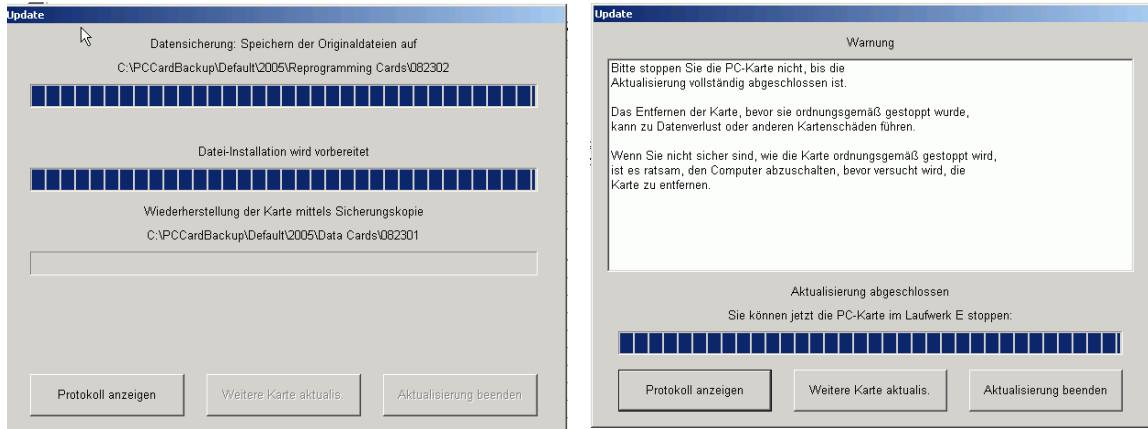 Update
Datensicherung: Speichern der Originaldateien auf
C:\PCCardBackup\Default\2005\Reprogramming Cards\082302
Datei-Installation wird vorbereitet
Wiederherstellung der Karte mittels Sicherungskopie
C:\PCCardBackup\Default\2005\Data Cards\082301
Protokoll anzeigen
Weitere Karte aktualis.
Aktualisierung beenden
Update
Warnung
Bitte stoppen Sie die PC-Karte nicht, bis die
Aktualisierung vollständig abgeschlossen ist.
Das Entfernen der Karte, bevor sie ordnungsgemäß gestoppt wurde,
kann zu Datenverlust oder anderen Kartenschäden führen.
Wenn Sie nicht sicher sind, wie die Karte ordnungsgemäß gestoppt wird,
ist es ratsam, den Computer abzuschalten, bevor versucht wird, die
Karte zu entfernen.
Aktualisierung abgeschlossen
Sie können jetzt die PC-Karte im Laufwerk E stoppen:
Protokoll anzeigen
Weitere Karte aktualis.
Aktualisierung beenden